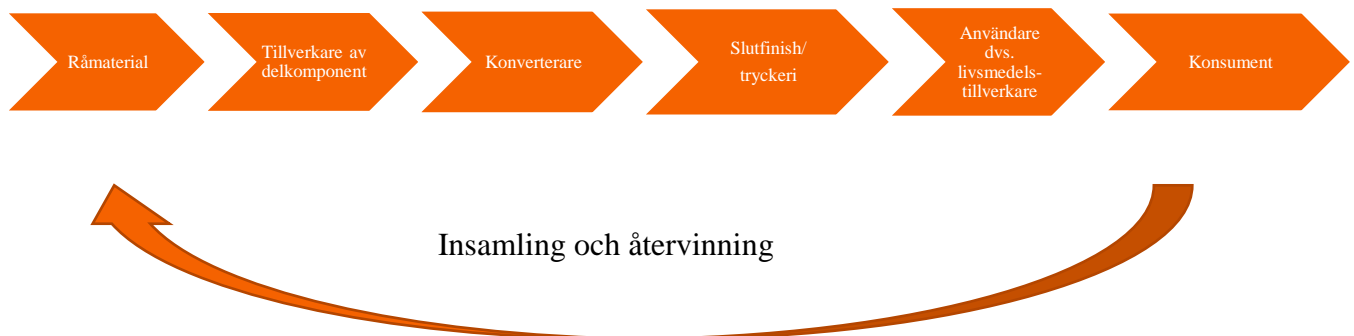 Råmaterial
Tillverkare av
delkomponent
Konverterare
Slutfinish/
tryckeri
Användare
dvs.
livsmedels-
tillverkare
Konsument
Insamling och återvinning